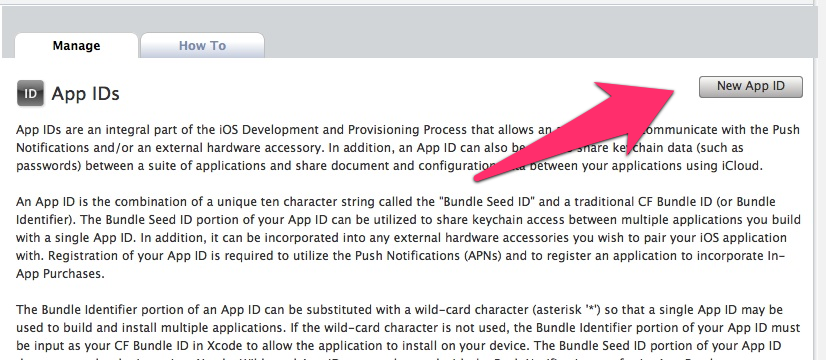 Manage How To
ID App IDs New App ID
App IDs are an integral part of the iOS Development and Provisioning Process that allows an communicate with the Push
Notifications and/or an external hardware accessory. In addition, an App ID can also be share keychain data (such as
passwords) between a suite of applications and share document and configuration data between your applications using iCloud.
An App ID is the combination of a unique ten character string called the "Bundle Seed ID" and a traditional CF Bundle ID (or Bundle
Identifier). The Bundle Seed ID portion of your App ID can be utilized to share keychain access between multiple applications you build
with a single App ID. In addition, it can be incorporated into any external hardware accessories you wish to pair your iOS application
with. Registration of your App ID is required to utilize the Push Notifications (APNs) and to register an application to incorporate In-
App Purchases.
The Bundle Identifier portion of an App ID can be substituted with a wild-card character (asterisk '*') so that a single App ID may be
used to build and install multiple applications. If the wild-card character is not used, the Bundle Identifier portion of your App ID must
be input as your CF Bundle ID in Xcode to allow the application to install on your device. The Bundle Seed ID portion of your App ID